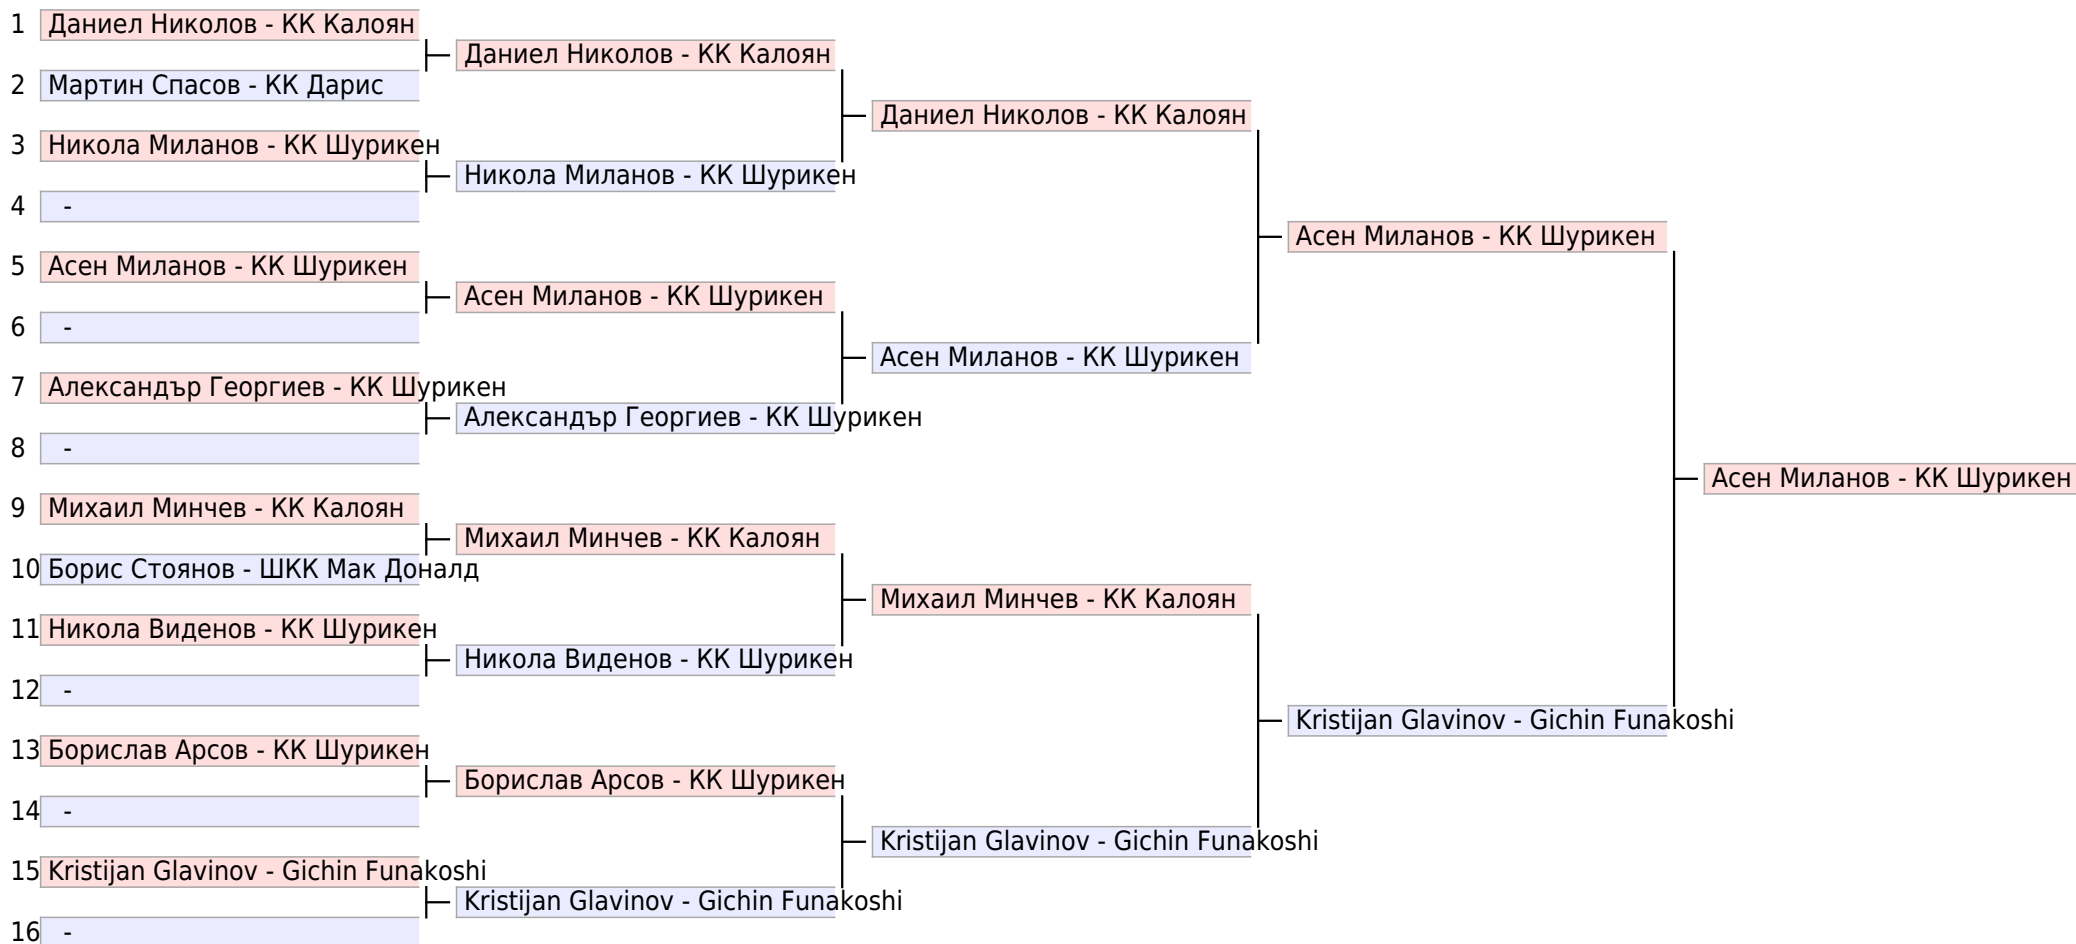 1 Даниел Николов - КК Калоян
2 Мартин Спасов - КК Дарис
3 Никола Миланов - КК Шурикен
4 -
5 Асен Миланов - КК Шурикен
6 -
7 Александър Георгиев - КК Шурикен
8 -
9 Михаил Минчев - КК Калоян
10 Борис Стоянов - ШКК Мак Доналд
11 Никола Виденов - КК Шурикен
12 -
13 Борислав Арсов - КК Шурикен
14 -
15 Kristijan Glavinov - Gichin Funakoshi
16 -
Даниел Николов - КК Калоян
Никола Миланов - КК Шурикен
Асен Миланов - КК Шурикен
Александър Георгиев - КК Шурикен
Михаил Минчев - КК Калоян
Никола Виденов - КК Шурикен
Борислав Арсов - КК Шурикен
Kristijan Glavinov - Gichin Funakoshi
Даниел Николов - КК Калоян
Асен Миланов - КК Шурикен
Михаил Минчев - КК Калоян
Kristijan Glavinov - Gichin Funakoshi
Асен Миланов - КК Шурикен
Kristijan Glavinov - Gichin Funakoshi
Асен Миланов - КК Шурикен